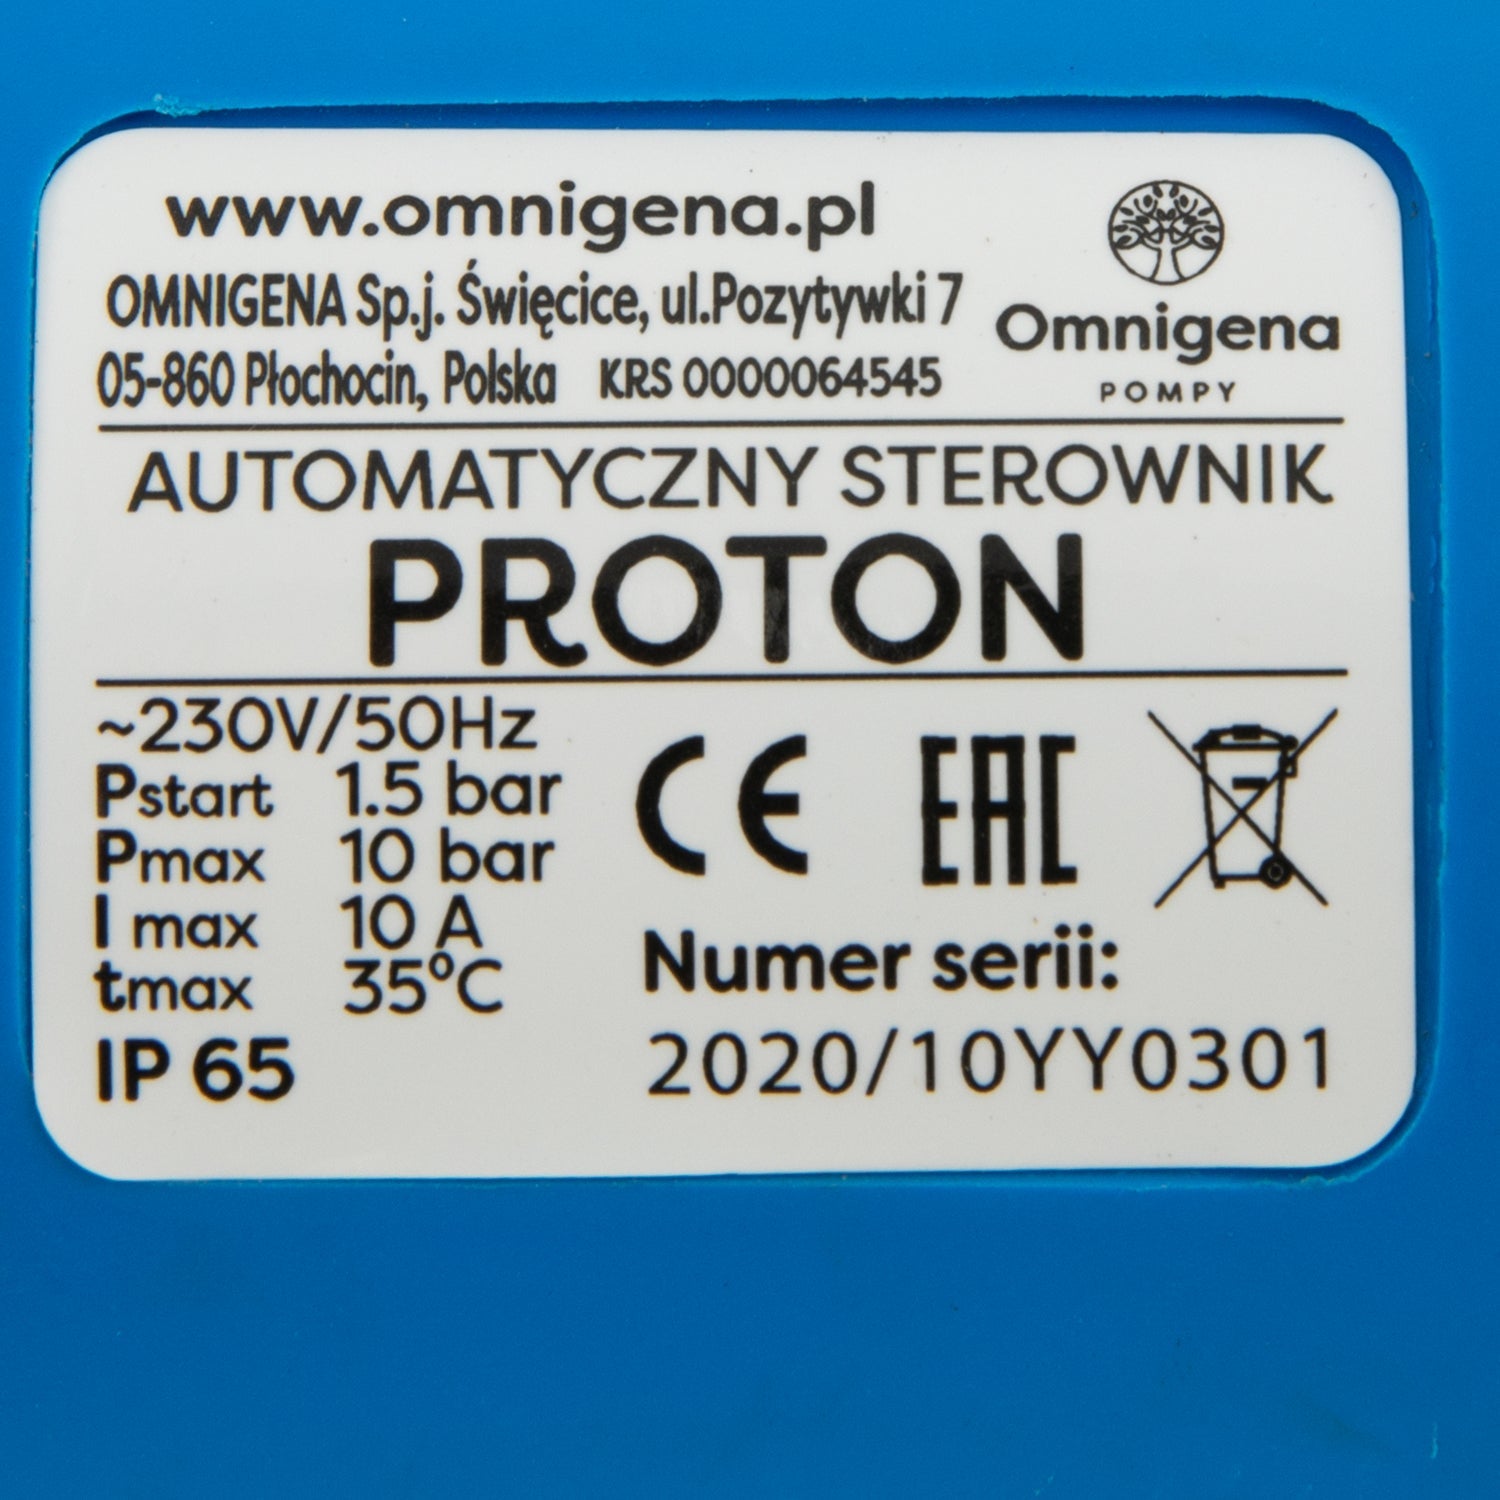 www.omnigena.pl
OMNIGENA Sp.j. Święcice, ul.Pozytywki 7
05-860 Płochocin, Polska KRS 0000064545
Omnigena
POMPY
AUTOMATYCZNY STEROWNIK
PROTON
~230V/50Hz
Pstart 1.5 bar
Pmax 10 bar
I max 10 A
tmax 35°C
IP 65
CE EAC
Numer serii:
2020/10YY0301